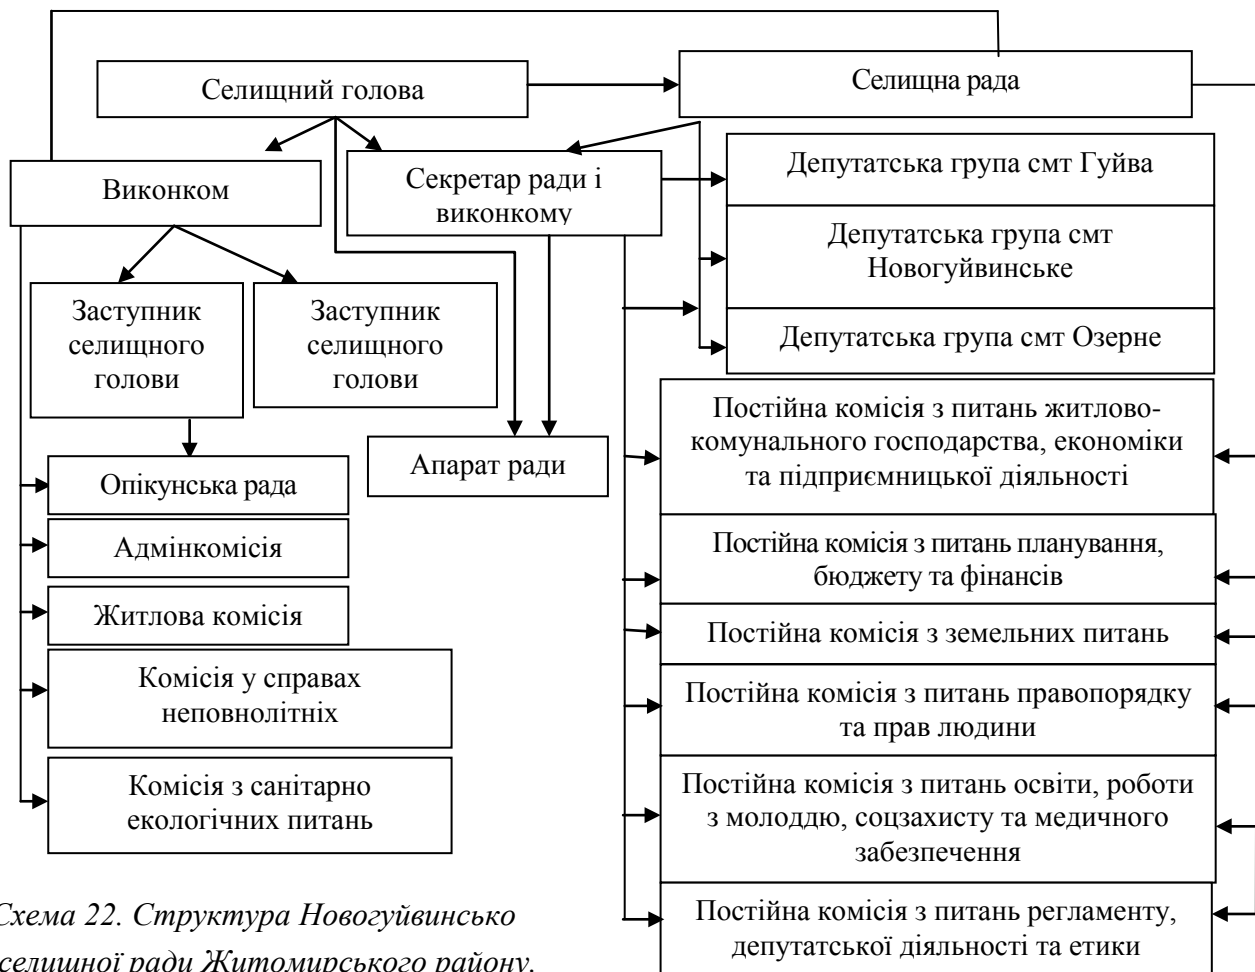 Селищний голова
Селищна рада
Виконком
Секретар ради і
виконкому
Депутатська група смт Гуйва
Депутатська група смт
Новогуйвинське
Депутатська група смт Озерне
Заступник
селищного
голови
Заступник
селищного
голови
Апарат ради
Опікунська рада
Адмінкомісія
Житлова комісія
Комісія у справах
неповнолітніх
Комісія з санітарно
екологічних питань
Постійна комісія з питань житлово-
комунального господарства, економіки
та підприємницької діяльності
Постійна комісія з питань планування,
бюджету та фінансів
Постійна комісія з земельних питань
Постійна комісія з питань правопорядку
та прав людини
Постійна комісія з питань освіти, роботи
з молоддю, соцзахисту та медичного
забезпечення
Постійна комісія з питань регламенту,
депутатської діяльності та етики
Схема 22. Структура Новогуйвинсько
селищної ради Житомирського району.